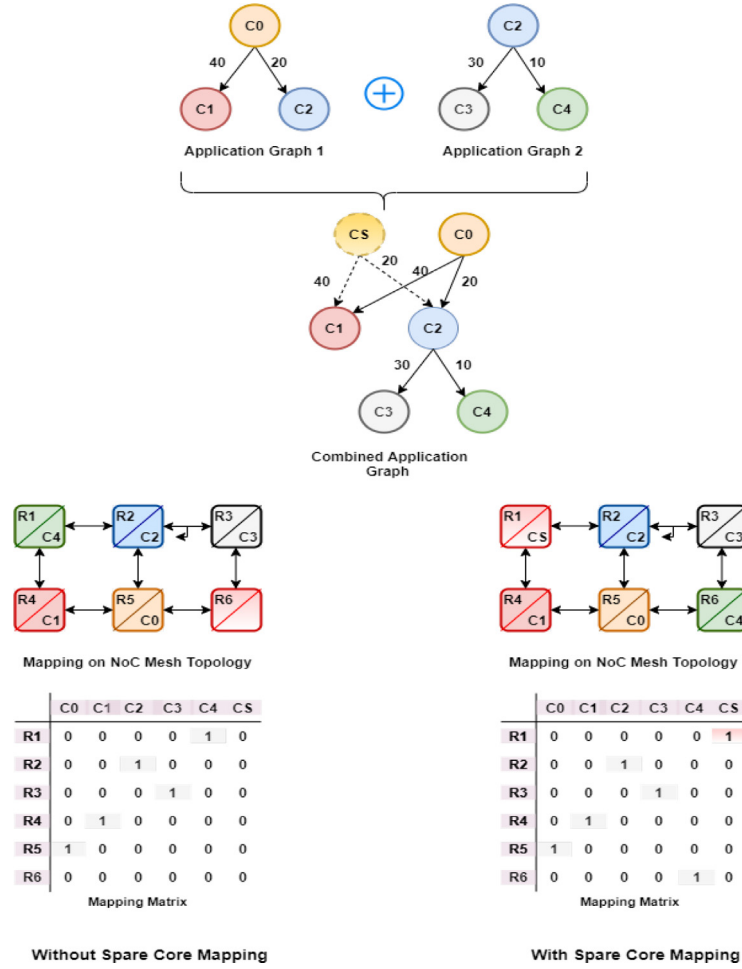 C0
C2
40
20
30
10
C1
C2
C3
C4
Application Graph 1
Application Graph 2
CS
C0
40
20
40
20
C1
C2
30
10
C3
C4
Combined Application
Graph
R1
C4
R2
C2
R3
C3
R4
C1
R5
C0
R6
Mapping on NoC Mesh Topology
C0 C1 C2 C3 C4 CS
R1 0 0 0 0 1 0
R2 0 0 1 0 0 0
R3 0 0 0 1 0 0
R4 0 1 0 0 0 0
R5 1 0 0 0 0 0
R6 0 0 0 0 0 0
Mapping Matrix
Without Spare Core Mapping
R1
CS
R2
C2
R3
C3
R4
C1
R5
C0
R6
C4
Mapping on NoC Mesh Topology
C0 C1 C2 C3 C4 CS
R1 0 0 0 0 0 1
R2 0 0 1 0 0 0
R3 0 0 0 1 0 0
R4 0 1 0 0 0 0
R5 1 0 0 0 0 0
R6 0 0 0 0 1 0
Mapping Matrix
With Spare Core Mapping